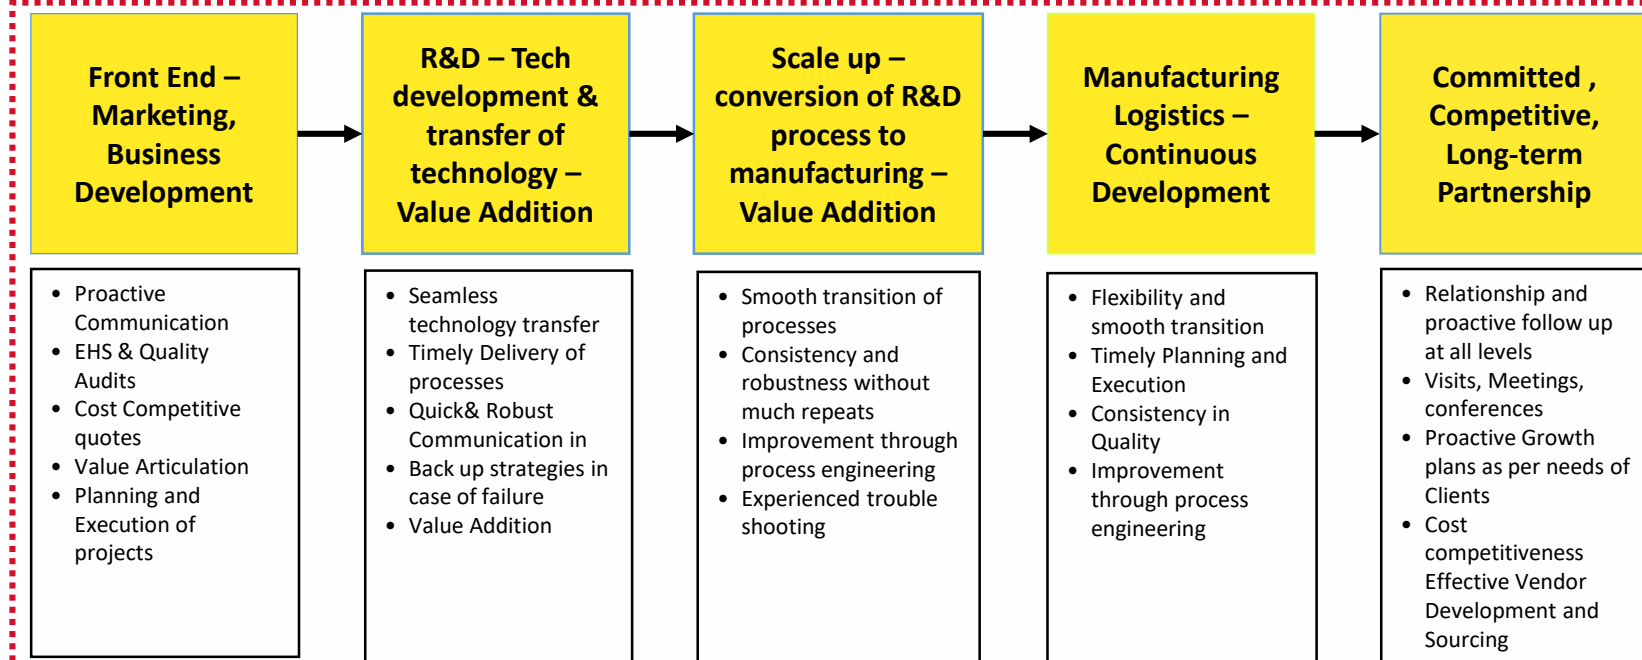 Front End –
Marketing,
Business
Development
R&D – Tech
development &
transfer of
technology –
Value Addition
Scale up –
conversion of R&D
process to
manufacturing –
Value Addition
Manufacturing
Logistics –
Continuous
Development
Committed ,
Competitive,
Long-term
Partnership
• Proactive
Communication
• EHS & Quality
Audits
• Cost Competitive
quotes
• Value Articulation
• Planning and
Execution of
projects
• Seamless
technology transfer
• Timely Delivery of
processes
• Quick& Robust
Communication in
• Back up strategies in
case of failure
• Value Addition
• Smooth transition of
processes
• Consistency and
robustness without
much repeats
• Improvement through
process engineering
• Experienced trouble
shooting
• Flexibility and
smooth transition
• Timely Planning and
Execution
• Consistency in
Quality
• Improvement
through process
engineering
• Relationship and
proactive follow up
at all levels
• Visits, Meetings,
conferences
• Proactive Growth
plans as per needs of
Clients
• Cost
competitiveness
Effective Vendor
Development and
Sourcing